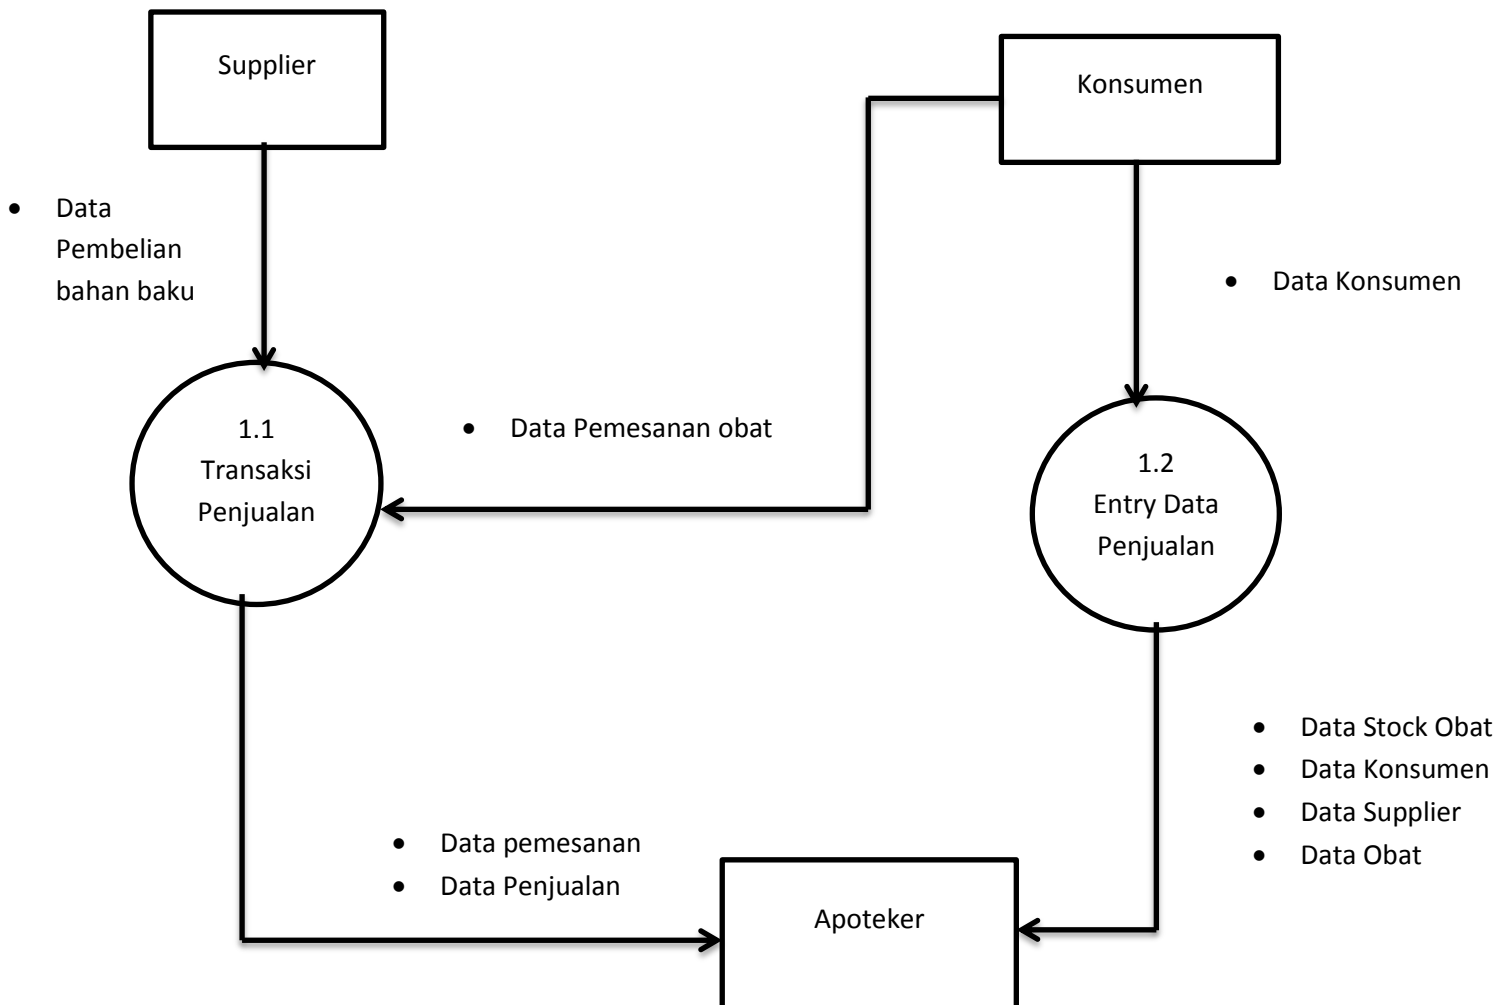 Supplier
Konsumen
• Data
Pembelian
bahan baku
• Data Konsumen
1.1
Transaksi
Penjualan
• Data Pemesanan obat
1.2
Entry Data
Penjualan
• Data Stock Obat
• Data Konsumen
• Data Supplier
• Data Obat
• Data pemesanan
• Data Penjualan
Apoteker